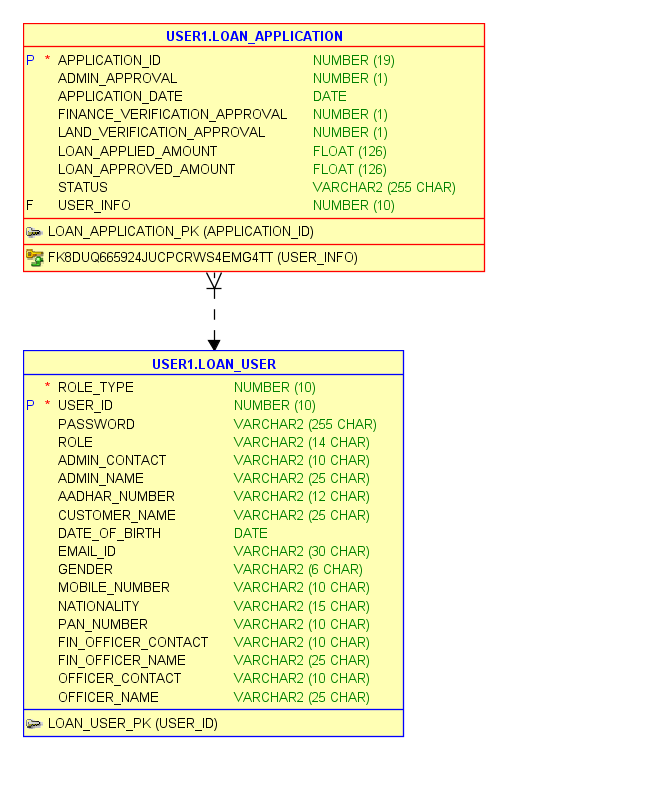 USER1.LOAN_APPLICATION
P * APPLICATION_ID NUMBER (19)
ADMIN_APPROVAL NUMBER (1)
APPLICATION_DATE DATE
FINANCE_VERIFICATION_APPROVAL NUMBER (1)
LAND_VERIFICATION_APPROVAL NUMBER (1)
LOAN_APPLIED_AMOUNT FLOAT (126)
LOAN_APPROVED_AMOUNT FLOAT (126)
STATUS VARCHAR2 (255 CHAR)
F USER_INFO NUMBER (10)
LOAN_APPLICATION_PK (APPLICATION_ID)
FK8DUQ665924JUCPCRWS4EMG4TT (USER_INFO)
USER1.LOAN_USER
* ROLE_TYPE NUMBER (10)
P * USER_ID NUMBER (10)
PASSWORD VARCHAR2 (255 CHAR)
ROLE VARCHAR2 (14 CHAR)
ADMIN_CONTACT VARCHAR2 (10 CHAR)
ADMIN_NAME VARCHAR2 (25 CHAR)
AADHAR_NUMBER VARCHAR2 (12 CHAR)
CUSTOMER_NAME VARCHAR2 (25 CHAR)
DATE_OF_BIRTH DATE
EMAIL_ID VARCHAR2 (30 CHAR)
GENDER VARCHAR2 (6 CHAR)
MOBILE_NUMBER VARCHAR2 (10 CHAR)
NATIONALITY VARCHAR2 (15 CHAR)
PAN_NUMBER VARCHAR2 (10 CHAR)
FIN_OFFICER_CONTACT VARCHAR2 (10 CHAR)
FIN_OFFICER_NAME VARCHAR2 (25 CHAR)
OFFICER_CONTACT VARCHAR2 (10 CHAR)
OFFICER_NAME VARCHAR2 (25 CHAR)
LOAN_USER_PK (USER_ID)